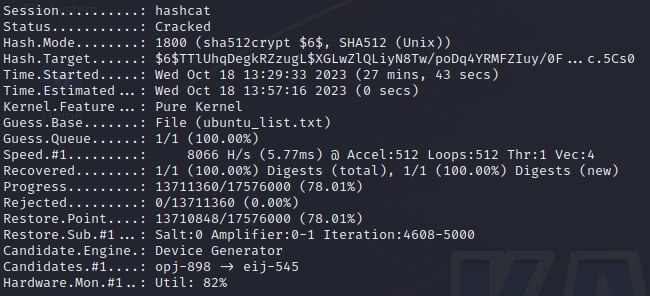 Session..........: hashcat
Status...........: Cracked
Hash.Mode........: 1800 (sha512crypt $6$, SHA512 (Unix))
Hash.Target......: $6$TTlUhqDegkRZzugL$XGLwZlQLiyN8Tw/poDq4YRMFZIuy/0F...c.5Cs0
Time.Started.....: Wed Oct 18 13:29:33 2023 (27 mins, 43 secs)
Time.Estimated...: Wed Oct 18 13:57:16 2023 (0 secs)
Kernel.Feature...: Pure Kernel
Guess.Base.......: File (ubuntu_list.txt)
Guess.Queue......: 1/1 (100.00%)
Speed.#1.........:     8066 H/s (5.77ms) @ Accel:512 Loops:512 Thr:1 Vec:4
Recovered........: 1/1 (100.00%) Digests (total), 1/1 (100.00%) Digests (new)
Progress.........: 13711360/17576000 (78.01%)
Rejected.........: 0/13711360 (0.00%)
Restore.Point....: 13710848/17576000 (78.01%)
Restore.Sub.#1...: Salt:0 Amplifier:0-1 Iteration:4608-5000
Candidate.Engine.: Device Generator
Candidates.#1....: opj-898 -> eij-545
Hardware.Mon.#1..: Util: 82%